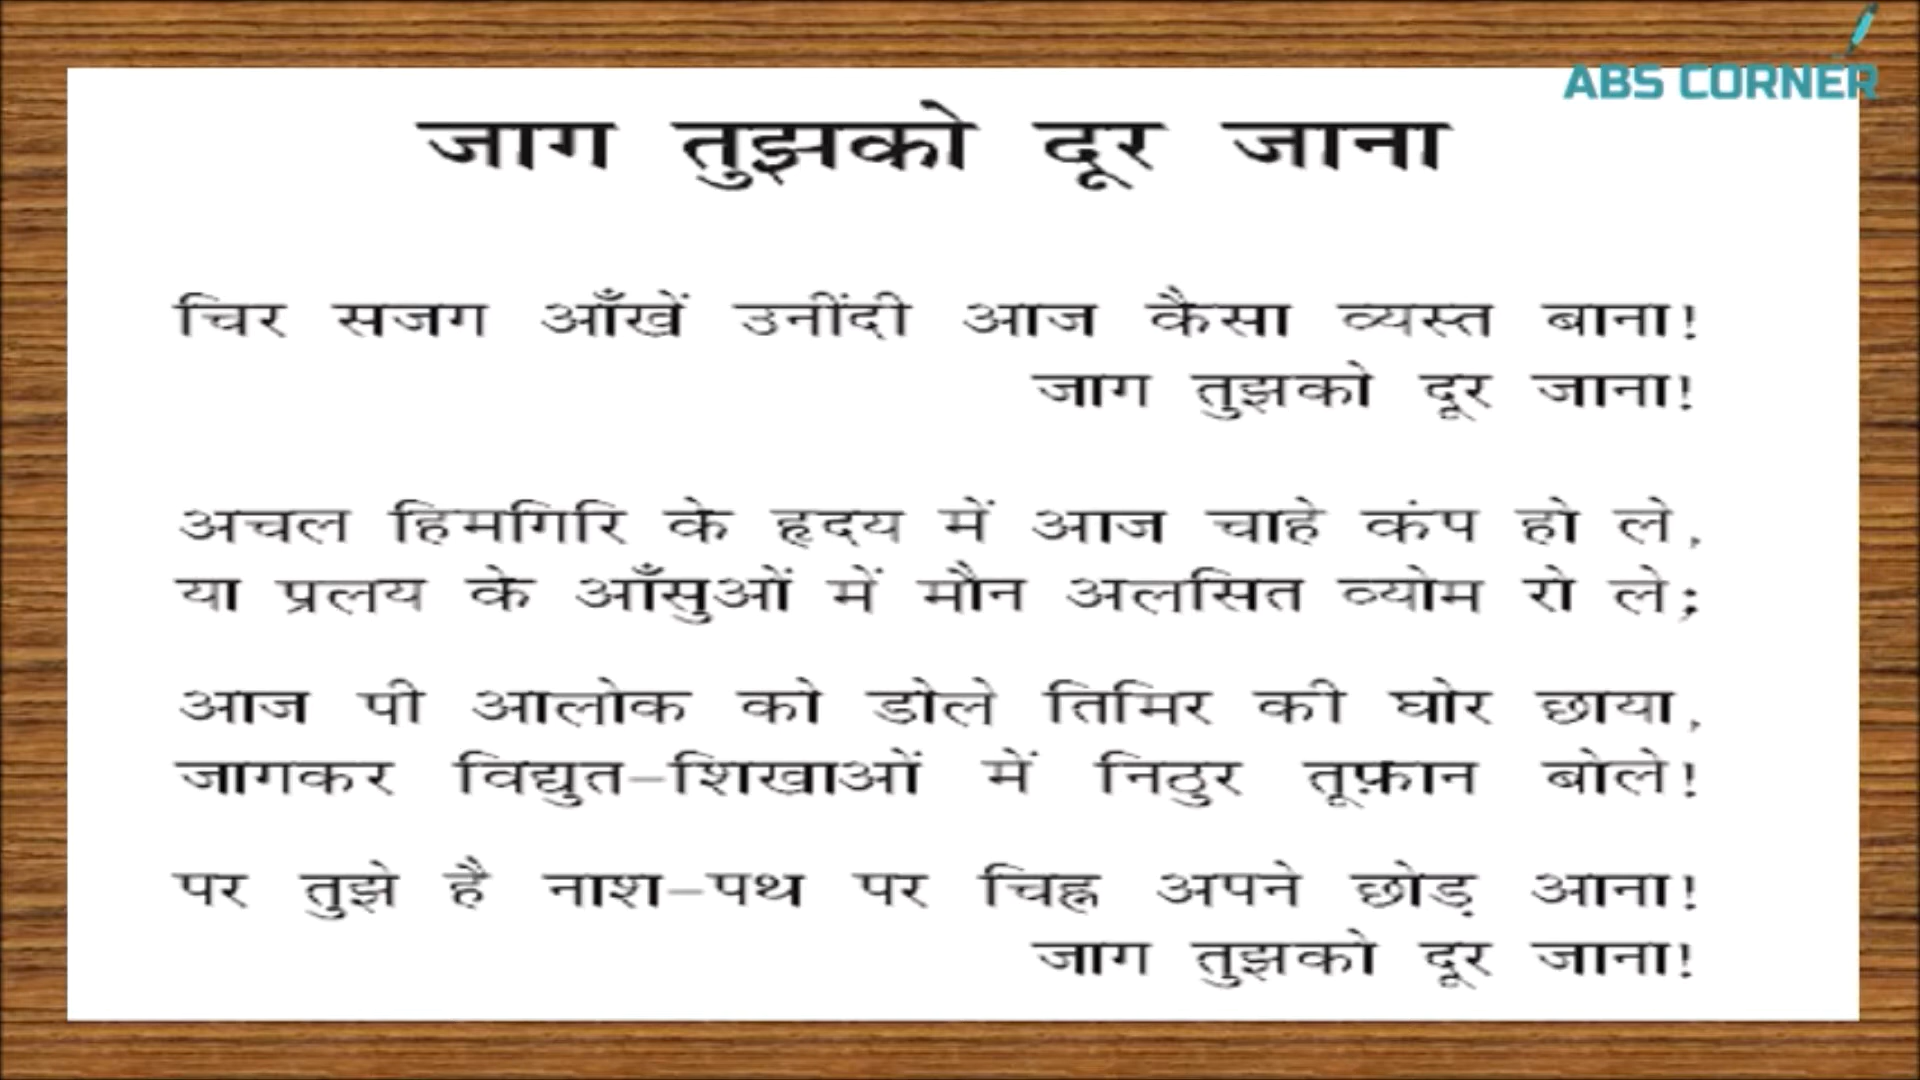 ABS CORNER
जाग तुझको दूर जाना
चिर सजग आँखें उनींदी आज कैसा व्यस्त बाना!
जाग तुझको दूर जाना!
अचल हिमगिरि के हृदय में आज चाहे कंप हो ले,
या प्रलय के आँसुओं में मौन अलसित व्योम रो ले;
आज पी आलोक को डोले तिमिर की घोर छाया,
जागकर विद्युत-शिखाओं में निठुर तूफ़ान बोले!
पर तुझे है नाश-पथ पर चिह्न अपने छोड़ आना!
जाग तुझको दूर जाना!